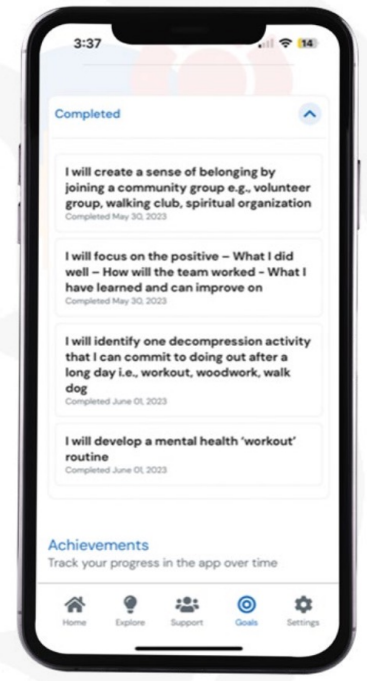 3:37
14
Completed
I will create a sense of belonging by
joining a community group e.g., volunteer
group, walking club, spiritual organization
Completed May 30, 2023
I will focus on the positive – What I did
well – How will the team worked - What I
have learned and can improve on
Completed May 30, 2023
I will identify one decompression activity
that I can commit to doing out after a
long day i.e., workout, woodwork, walk
dog
Completed June 01, 2023
I will develop a mental health ‘workout’
routine
Completed June 01, 2023
Achievements
Track your progress in the app over time
Home Explore Support Goals Settings